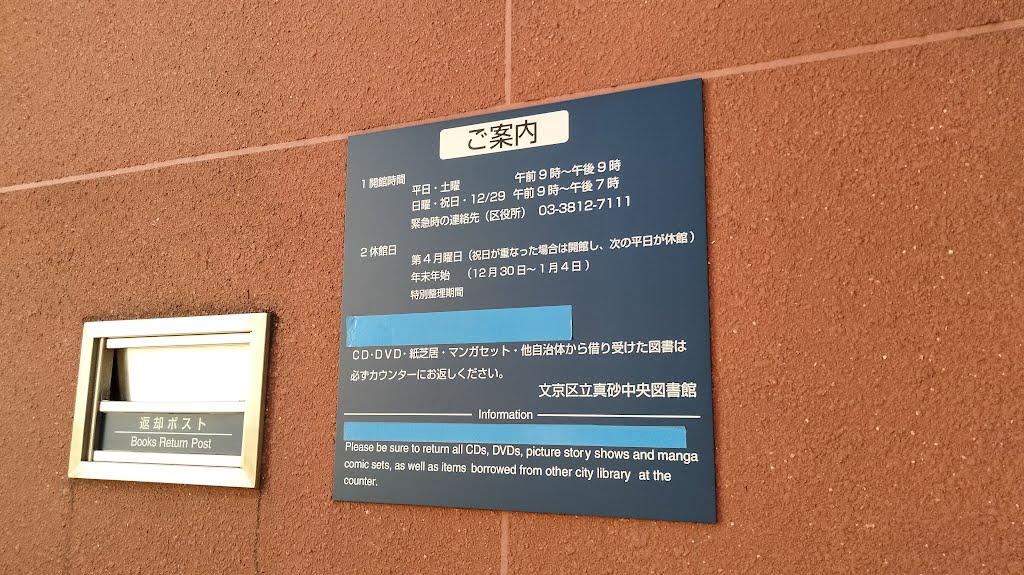 ご案内
1 開館時間
平日・土曜 午前9時～午後9時
日曜・祝日・12/29 午前9時～午後7時
緊急時の連絡先（区役所） 03-3812-7111
2 休館日
第4月曜日（祝日が重なった場合は開館し、次の平日が休館）
年末年始 （12月30日～1月4日）
特別整理期間
CD・DVD・紙芝居・マンガセット・他自治体から借り受けた図書は
必ずカウンターにお返しください。
文京区立真砂中央図書館
Information
Please be sure to return all CDs, DVDs, picture story shows and manga
comic sets, as well as items borrowed from other city library at the
counter.
返却ポスト
Books Return Post